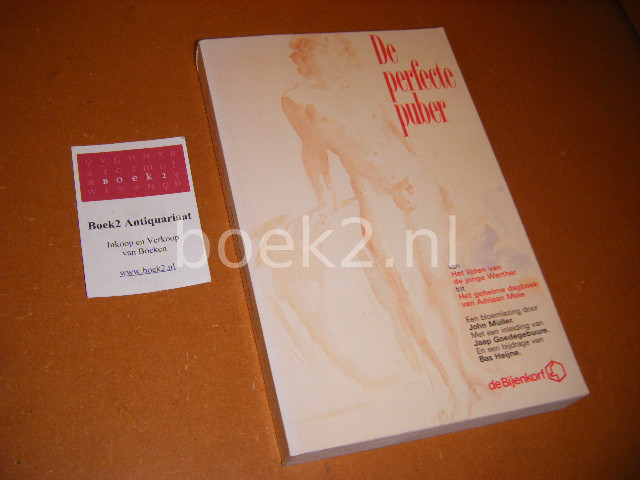 De
perfecte
puber
van
Het lijden van
de jonge Werther
tot
Het geheime dagboek
van Adriaan Mole
Een bloemlezing door
John Müller.
Met een inleiding van
Jaap Goedegebuure.
En een bijdrage van
Bas Heijne.
de Bijenkorf
B O e k 2
Boek2 Antiquariaat
Inkoop en Verkoop
van Boeken
www.boek2.nl
boek2.nl